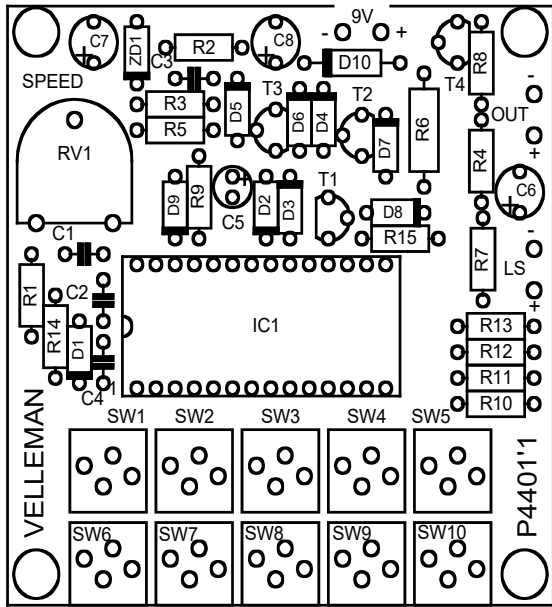 9V
- +
C7
ZD1
R2
C8
D10
T4
R8
-
SPEED
C3
+
+
R3
D5
T3
D6
D4
T2
R6
OUT
R5
D7
RV1
R4
+
D9
R9
C5
+
D2
D3
T1
D8
C6
+
R15
C1
-
R7
LS
R1
C2
+
IC1
R14
D1
R13
R12
C4
1
R11
R10
SW1 SW2 SW3 SW4 SW5
SW6 SW7 SW8 SW9 SW10
VELLEMAN
P4401'1